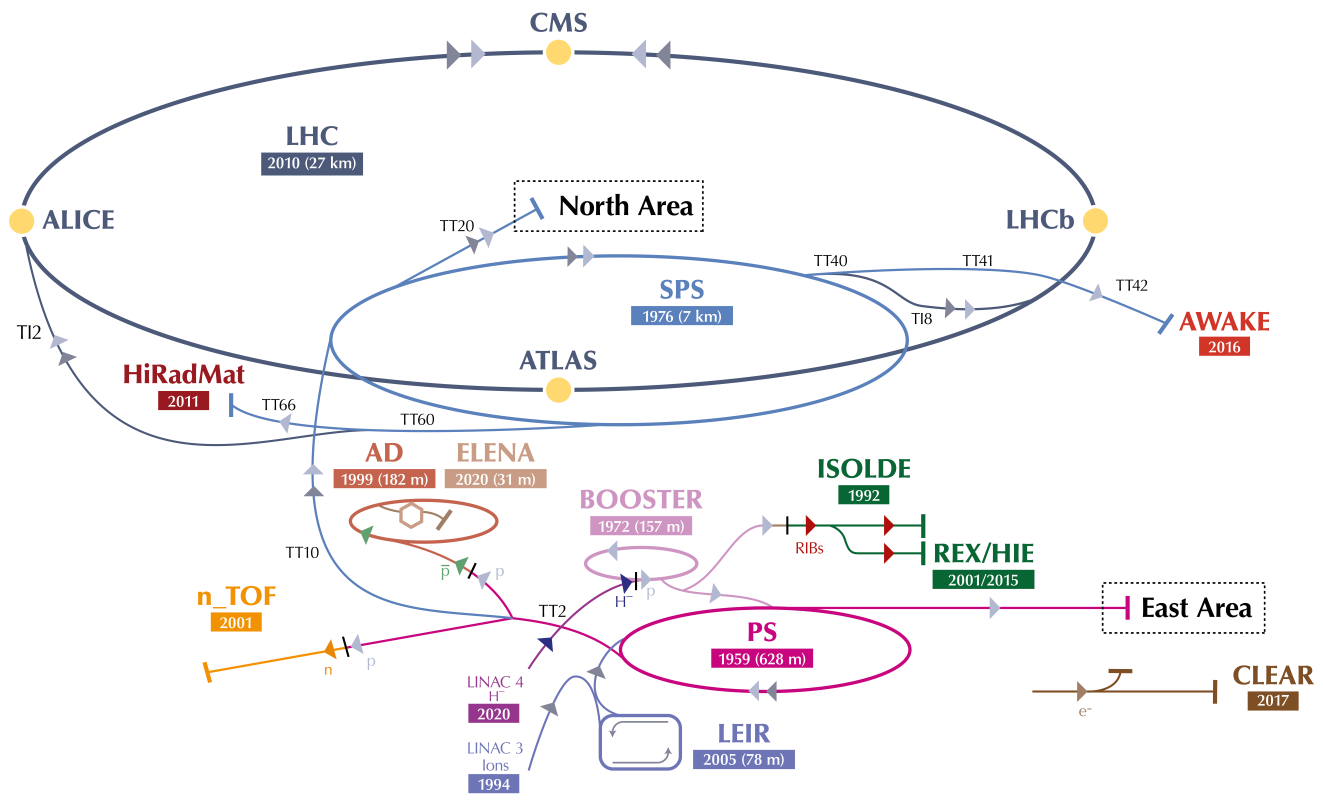 CMS
LHC
2010 (27 km)
North Area
TT20
ALICE
LHCb
TT40
TT41
TT42
SPS
1976 (7 km)
TI8
AWAKE
2016
TI2
ATLAS
HiRadMat
2011
TT66
TT60
AD
1999 (182 m)
ELENA
2020 (31 m)
ISOLDE
1992
BOOSTER
1972 (157 m)
RIBs
REX/HIE
2001/2015
TT10
p̅
p
p
H⁻
n_TOF
2001
TT2
East Area
PS
1959 (628 m)
n
p
LINAC 4
H⁻
2020
CLEAR
2017
e⁻
LEIR
2005 (78 m)
LINAC 3
Ions
1994